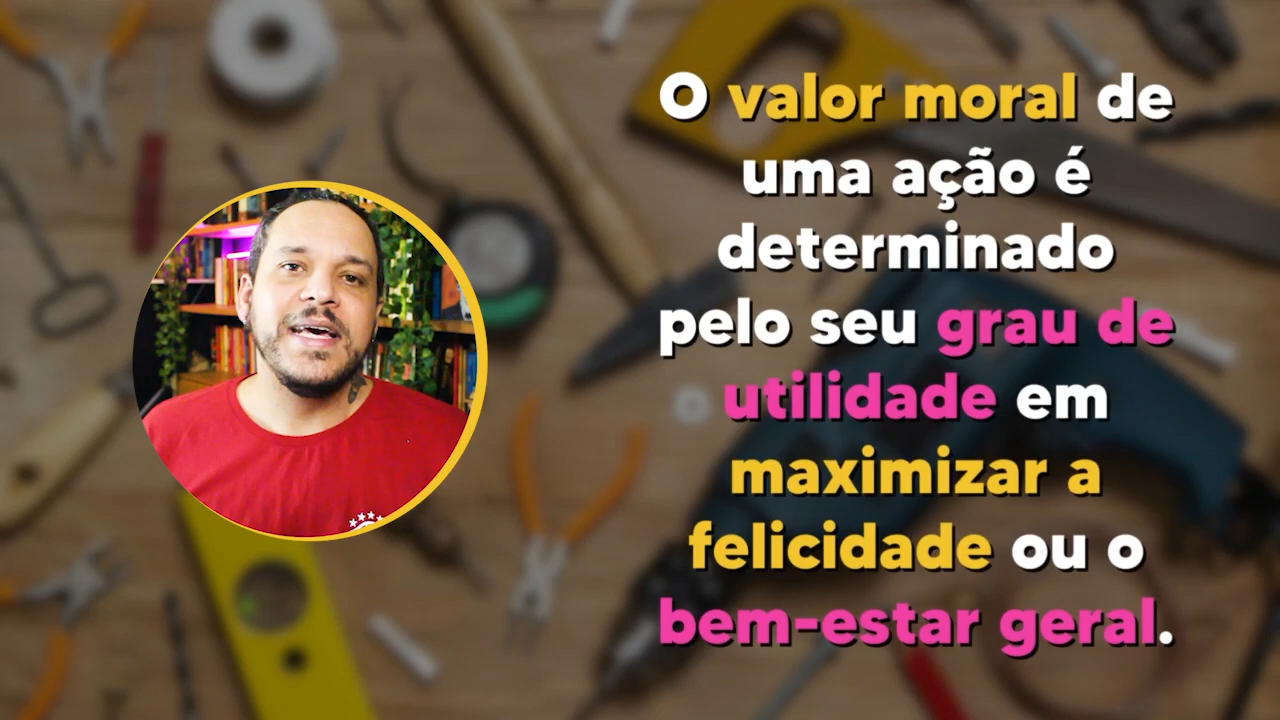 O valor moral de
uma ação é
determinado
pelo seu grau de
utilidade em
maximizar a
felicidade ou o
bem-estar geral.